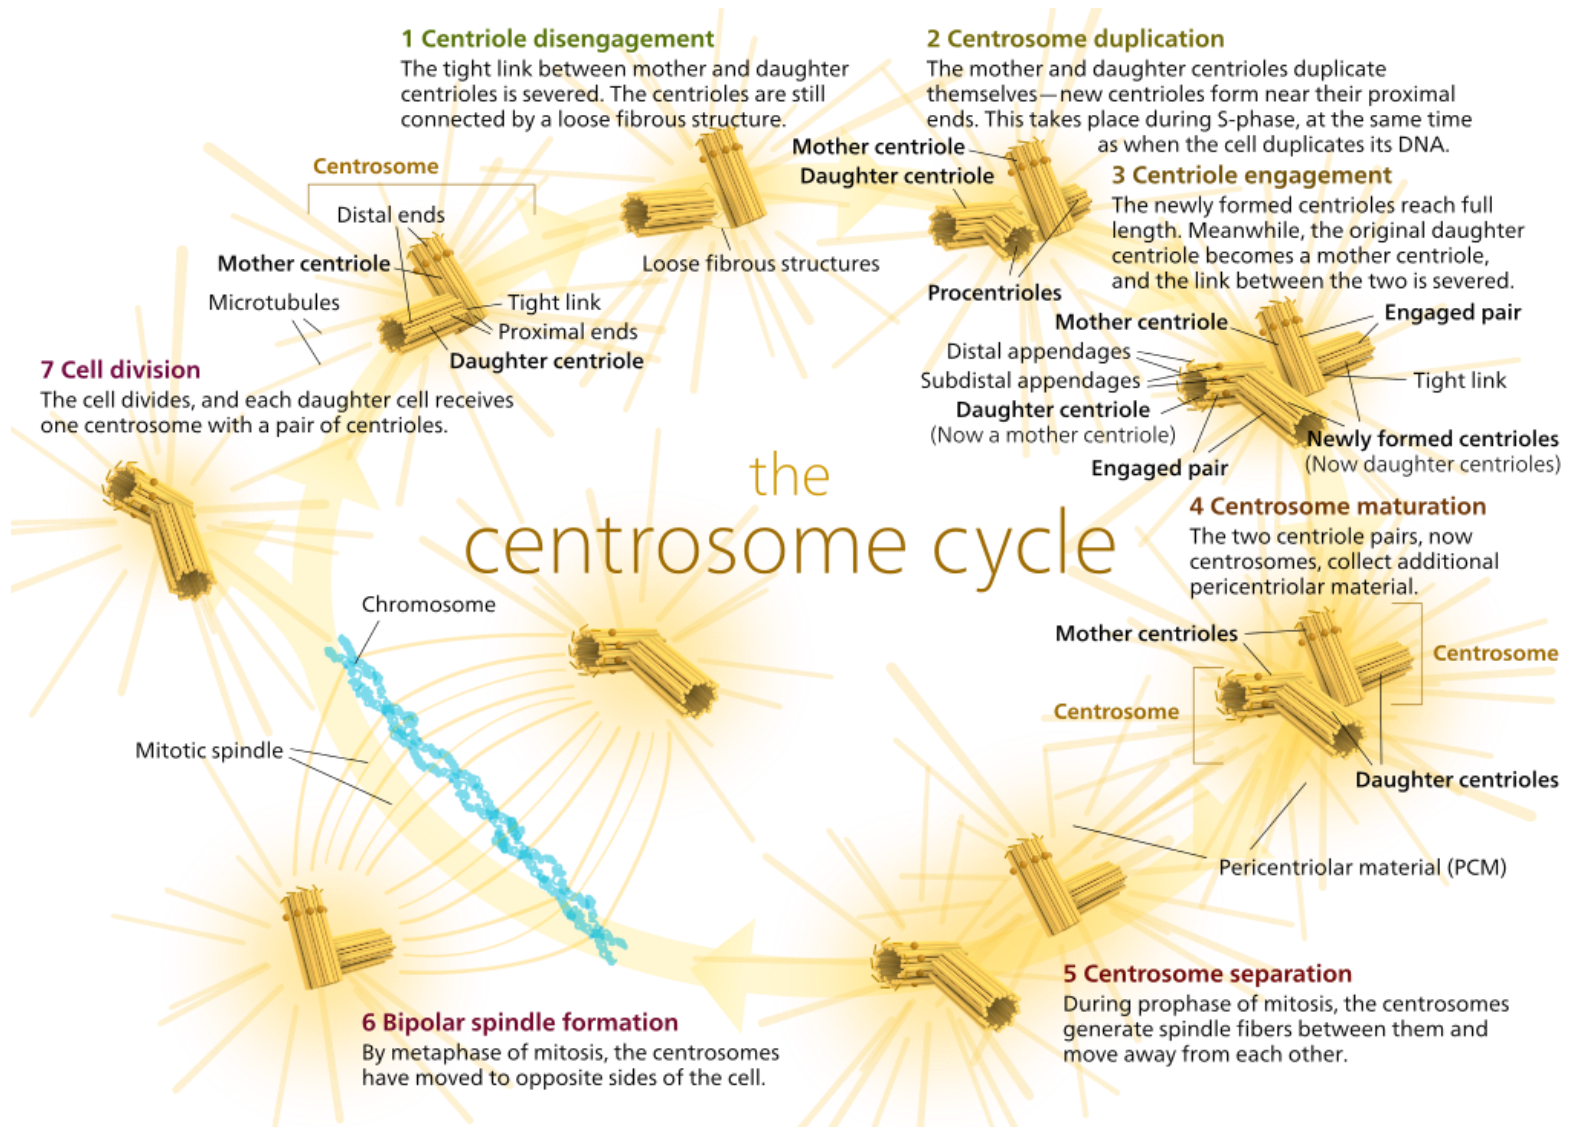 1 Centriole disengagement
The tight link between mother and daughter
centrioles is severed. The centrioles are still
connected by a loose fibrous structure.
2 Centrosome duplication
The mother and daughter centrioles duplicate
themselves—new centrioles form near their proximal
ends. This takes place during S-phase, at the same time
as when the cell duplicates its DNA.
Mother centriole
Daughter centriole
Procentrioles
Centrosome
Distal ends
Mother centriole
Microtubules
Tight link
Proximal ends
Daughter centriole
Loose fibrous structures
3 Centriole engagement
The newly formed centrioles reach full
length. Meanwhile, the original daughter
centriole becomes a mother centriole,
and the link between the two is severed.
Mother centriole
Engaged pair
Distal appendages
Subdistal appendages
Tight link
Daughter centriole
(Now a mother centriole)
Engaged pair
Newly formed centrioles
(Now daughter centrioles)
7 Cell division
The cell divides, and each daughter cell receives
one centrosome with a pair of centrioles.
the
centrosome cycle
4 Centrosome maturation
The two centriole pairs, now
centrosomes, collect additional
pericentriolar material.
Mother centrioles
Centrosome
Centrosome
Daughter centrioles
Pericentriolar material (PCM)
Chromosome
Mitotic spindle
5 Centrosome separation
During prophase of mitosis, the centrosomes
generate spindle fibers between them and
move away from each other.
6 Bipolar spindle formation
By metaphase of mitosis, the centrosomes
have moved to opposite sides of the cell.